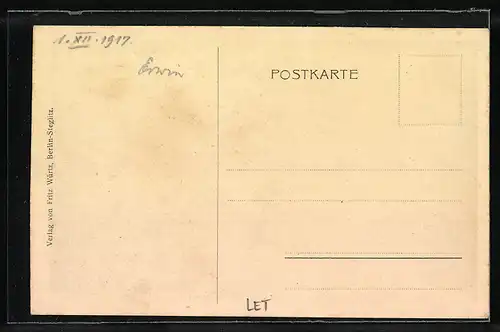 1. XII. 1917.
Erwin
POSTKARTE
Verlag von Fritz Würtz, Berlin-Steglitz.
LET